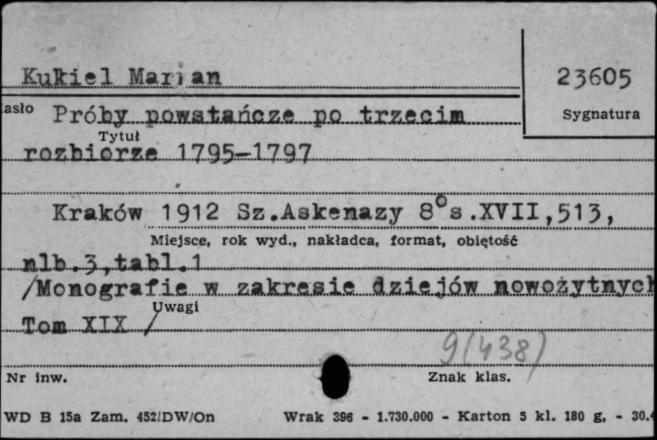 Kukiel Marian
23605
asło
Próby powstańcze po trzecim
Sygnatura
Tytuł
rozbiorze 1795-1797
Kraków 1912 Sz.Askenazy 8°s.XVII,513,
Miejsce, rok wyd., nakładca, format, objętość
nlb.3,tabl.1
/Monografie w zakresie dziejów nowożytnych
Uwagi
Tom XIX /
9(438)
Nr inw.
Znak klas.
WD B 15a Zam. 452/DW/On Wrak 396 - 1.730.000 - Karton 5 kl. 180 g. - 30.4